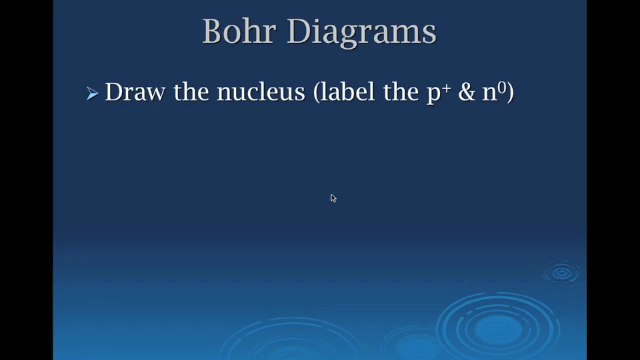 Bohr Diagrams
Draw the nucleus (label the p⁺ & n⁰)